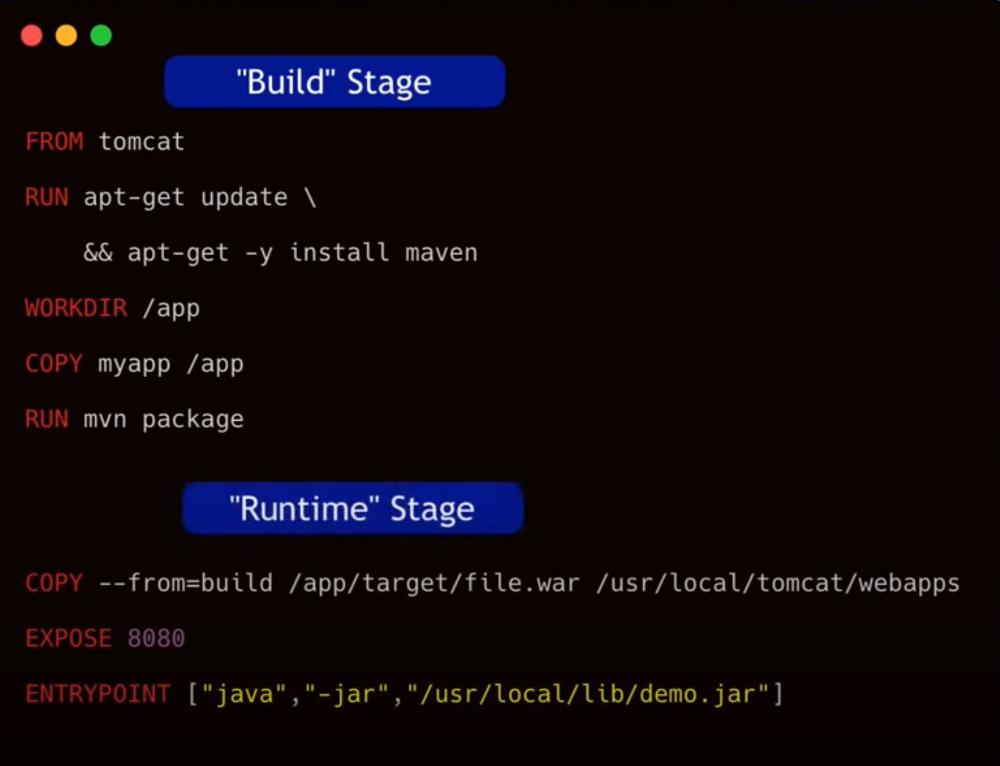 "Build" Stage
FROM tomcat
RUN apt-get update \
&& apt-get -y install maven
WORKDIR /app
COPY myapp /app
RUN mvn package
"Runtime" Stage
COPY --from=build /app/target/file.war /usr/local/tomcat/webapps
EXPOSE 8080
ENTRYPOINT ["java","-jar","/usr/local/lib/demo.jar"]